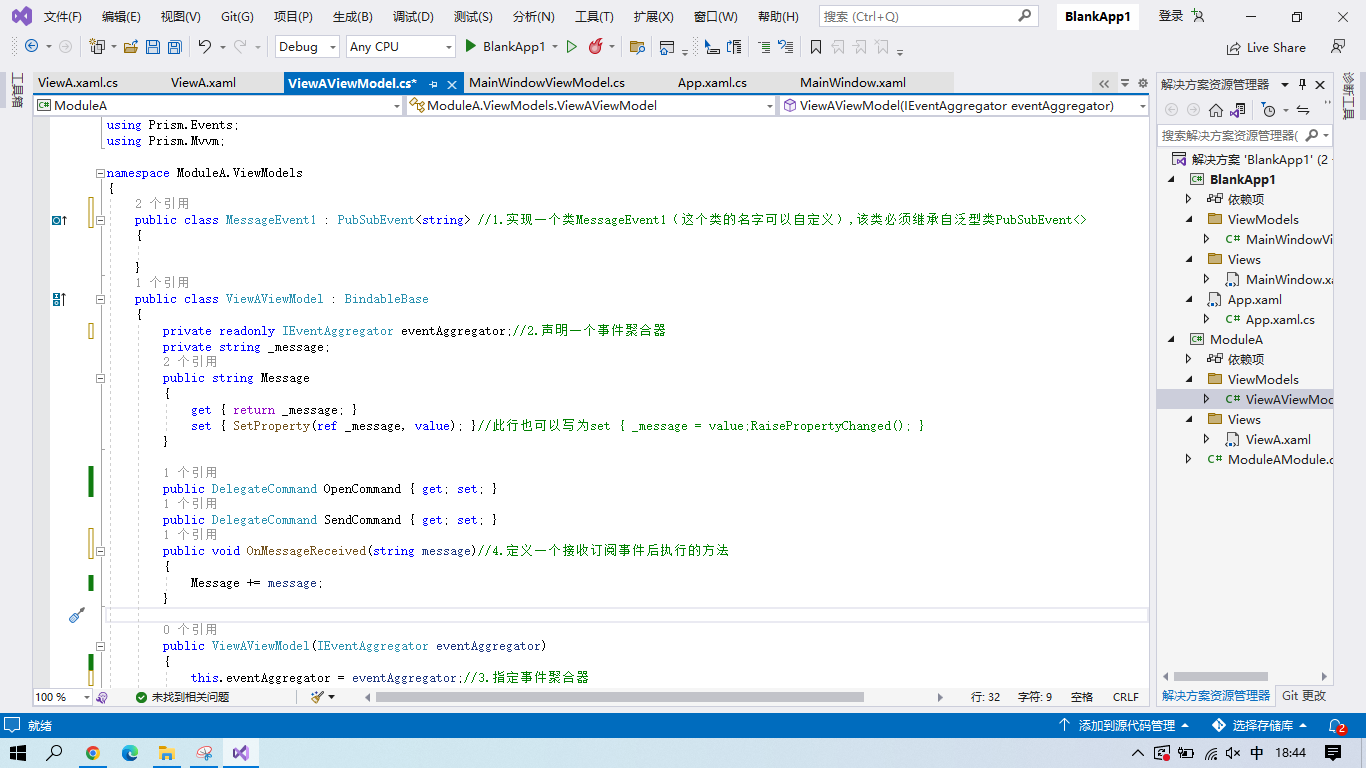 文件(F) 编辑(E) 视图(V) Git(G) 项目(P) 生成(B) 调试(D) 测试(S) 分析(N) 工具(T) 扩展(X) 窗口(W) 帮助(H) 搜索 (Ctrl+Q) BlankApp1 登录
Debug Any CPU BlankApp1 Live Share
工具箱
ViewA.xaml.cs ViewA.xaml ViewAViewModel.cs* MainWindowViewModel.cs App.xaml.cs MainWindow.xaml
ModuleA ModuleA.ViewModels.ViewAViewModel ViewAViewModel(IEventAggregator eventAggregator)
using Prism.Events;
using Prism.Mvvm;
namespace ModuleA.ViewModels
{
2 个引用
public class MessageEvent1 : PubSubEvent<string> //1.实现一个类MessageEvent1（这个类的名字可以自定义）,该类必须继承自泛型类PubSubEvent<>
{
}
1 个引用
public class ViewAViewModel : BindableBase
{
private readonly IEventAggregator eventAggregator;//2.声明一个事件聚合器
private string _message;
2 个引用
public string Message
{
get { return _message; }
set { SetProperty(ref _message, value); }//此行也可以写为set { _message = value;RaisePropertyChanged(); }
}
1 个引用
public DelegateCommand OpenCommand { get; set; }
1 个引用
public DelegateCommand SendCommand { get; set; }
1 个引用
public void OnMessageReceived(string message)//4.定义一个接收订阅事件后执行的方法
{
Message += message;
}
0 个引用
public ViewAViewModel(IEventAggregator eventAggregator)
{
this.eventAggregator = eventAggregator;//3.指定事件聚合器
100 % 未找到相关问题 行: 32 字符: 9 空格 CRLF
解决方案资源管理器
搜索解决方案资源管理器(
解决方案 'BlankApp1' (2
BlankApp1
依赖项
ViewModels
MainWindowVi
Views
MainWindow.xa
App.xaml
App.xaml.cs
ModuleA
依赖项
ViewModels
ViewAViewMod
Views
ViewA.xaml
ModuleAModule.c
解决方案资源管理器 Git 更改
诊断工具
就绪 添加到源代码管理 选择存储库 2
中 18:44